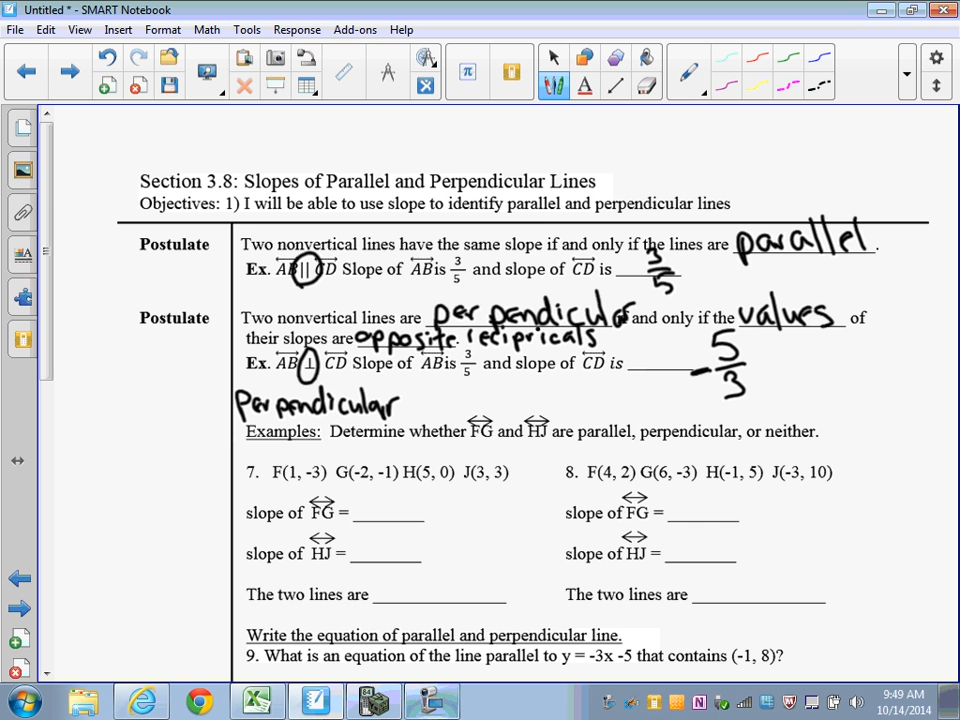 Untitled * - SMART Notebook
File Edit View Insert Format Math Tools Response Add-ons Help
Section 3.8: Slopes of Parallel and Perpendicular Lines
Objectives: 1) I will be able to use slope to identify parallel and perpendicular lines
Postulate Two nonvertical lines have the same slope if and only if the lines are parallel.
Ex. AB || CD Slope of AB is 3/5 and slope of CD is 3/5
Postulate Two nonvertical lines are perpendicular if and only if the values of
their slopes are opposite recipricals.
Ex. AB ⊥ CD Slope of AB is 3/5 and slope of CD is -5/3
perpendicular
Examples: Determine whether FG and HJ are parallel, perpendicular, or neither.
7. F(1, -3) G(-2, -1) H(5, 0) J(3, 3) 8. F(4, 2) G(6, -3) H(-1, 5) J(-3, 10)
slope of FG = ________ slope of FG = ________
slope of HJ = ________ slope of HJ = ________
The two lines are _______________ The two lines are _______________
Write the equation of parallel and perpendicular line.
9. What is an equation of the line parallel to y = -3x -5 that contains (-1, 8)?
9:49 AM
10/14/2014